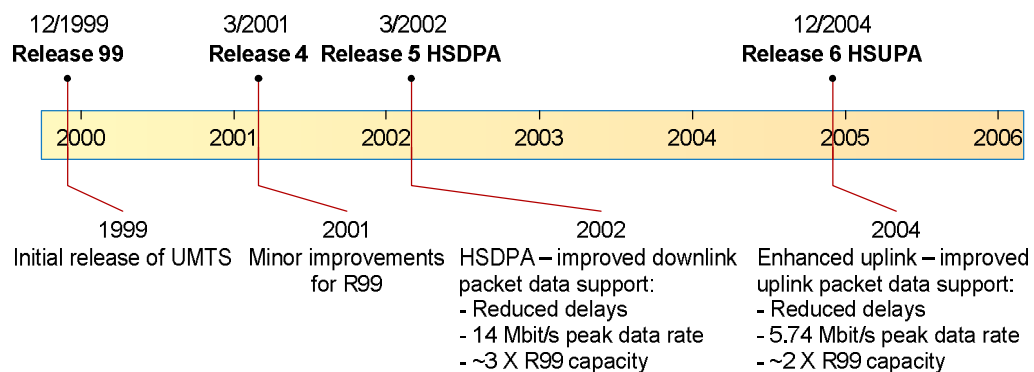 12/1999
Release 99
3/2001
Release 4
3/2002
Release 5 HSDPA
12/2004
Release 6 HSUPA
2000
2001
2002
2003
2004
2005
2006
1999
Initial release of UMTS
2001
Minor improvements
for R99
2002
HSDPA – improved downlink
packet data support:
- Reduced delays
- 14 Mbit/s peak data rate
- ~3 X R99 capacity
2004
Enhanced uplink – improved
uplink packet data support:
- Reduced delays
- 5.74 Mbit/s peak data rate
- ~2 X R99 capacity